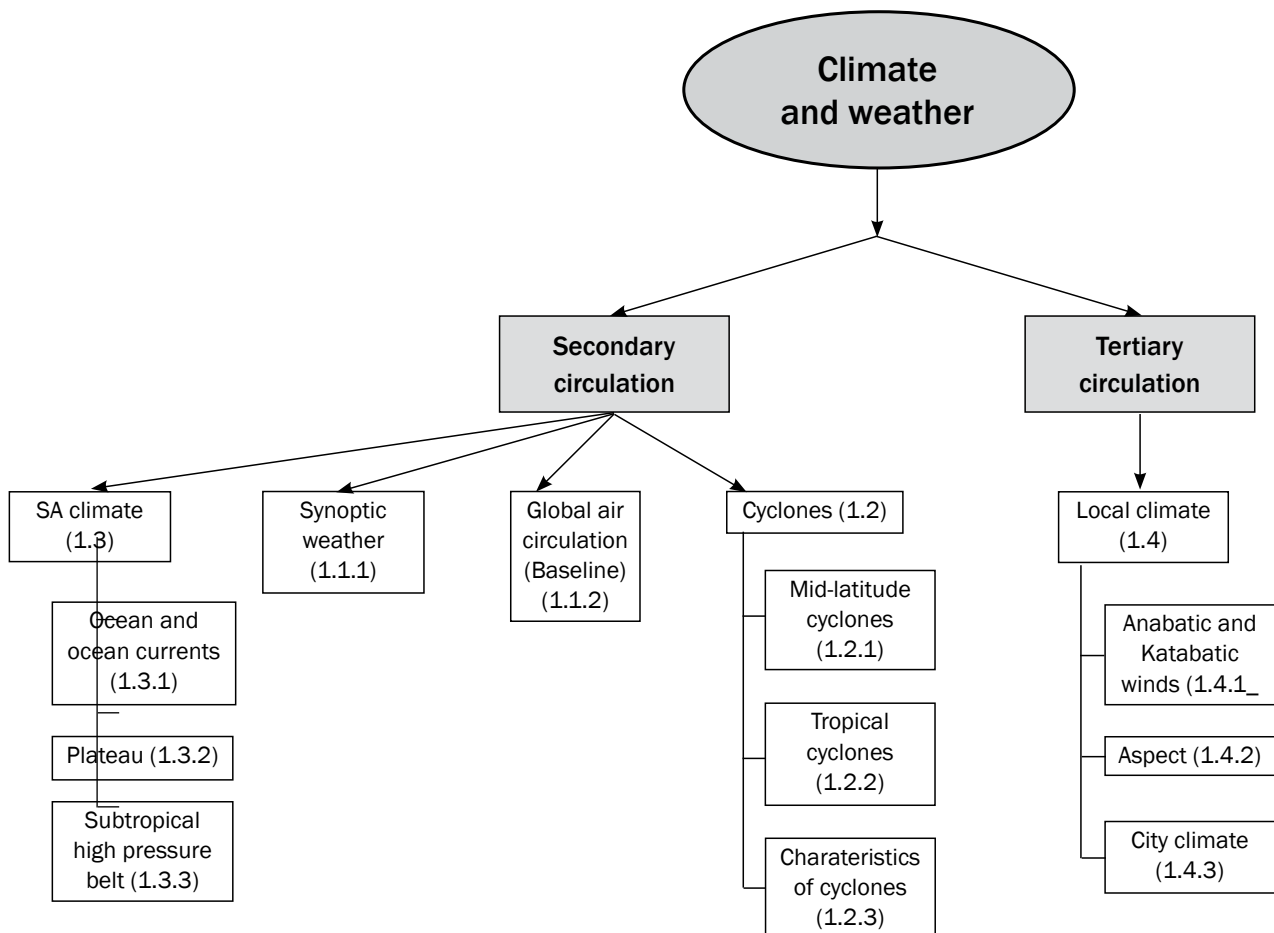 Climate
and weather
Secondary
circulation
Tertiary
circulation
SA climate
(1.3)
Ocean and
ocean currents
(1.3.1)
Plateau (1.3.2)
Subtropical
high pressure
belt (1.3.3)
Synoptic
weather
(1.1.1)
Global air
circulation
(Baseline)
(1.1.2)
Cyclones (1.2)
Mid-latitude
cyclones
(1.2.1)
Tropical
cyclones
(1.2.2)
Charateristics
of cyclones
(1.2.3)
Local climate
(1.4)
Anabatic and
Katabatic
winds (1.4.1_
Aspect (1.4.2)
City climate
(1.4.3)